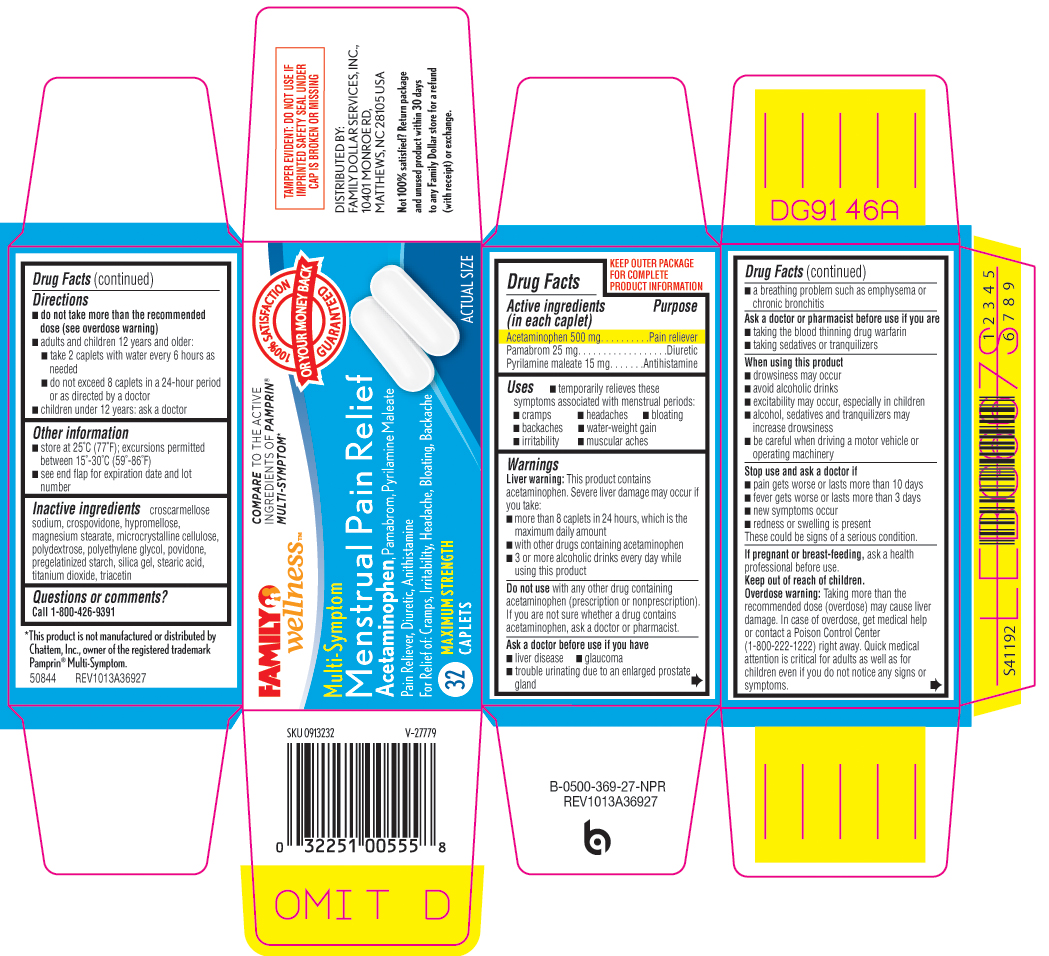 TAMPER EVIDENT: DO NOT USE IF
IMPRINTED SAFETY SEAL UNDER
CAP IS BROKEN OR MISSING
DISTRIBUTED BY:
FAMILY DOLLAR SERVICES, INC.,
10401 MONROE RD,
MATTHEWS, NC 28105 USA
Not 100% satisfied? Return package
and unused product within 30 days
to any Family Dollar store for a refund
(with receipt) or exchange.
Drug Facts (continued)
Directions
■ do not take more than the recommended
dose (see overdose warning)
■ adults and children 12 years and older:
■ take 2 caplets with water every 6 hours as
needed
■ do not exceed 8 caplets in a 24-hour period
or as directed by a doctor
■ children under 12 years: ask a doctor
Other information
■ store at 25˚C (77˚F); excursions permitted
between 15˚-30˚C (59˚-86˚F)
■ see end flap for expiration date and lot
number
Inactive ingredients croscarmellose
sodium, crospovidone, hypromellose,
magnesium stearate, microcrystalline cellulose,
polydextrose, polyethylene glycol, povidone,
pregelatinized starch, silica gel, stearic acid,
titanium dioxide, triacetin
Questions or comments?
Call 1-800-426-9391
*This product is not manufactured or distributed by
Chattem, Inc., owner of the registered trademark
Pamprin® Multi-Symptom.
50844 REV1013A36927
FAMILY
wellness™
COMPARE TO THE ACTIVE
INGREDIENTS OF PAMPRIN®
MULTI-SYMPTOM*
100% SATISFACTION
OR YOUR MONEY BACK
GUARANTEED
Multi-Symptom
Menstrual Pain Relief
Acetaminophen, Pamabrom, Pyrilamine Maleate
Pain Reliever, Diuretic, Anithistamine
For Relief of: Cramps, Irritability, Headache, Bloating, Backache
32 MAXIMUM STRENGTH
CAPLETS
ACTUAL SIZE
SKU 0913232 V-27779
0 32251 00555 8
OMIT D
Drug Facts
KEEP OUTER PACKAGE
FOR COMPLETE
PRODUCT INFORMATION
Active ingredients Purpose
(in each caplet)
Acetaminophen 500 mg..........Pain reliever
Pamabrom 25 mg..................Diuretic
Pyrilamine maleate 15 mg.......Antihistamine
Uses ■ temporarily relieves these
symptoms associated with menstrual periods:
■ cramps ■ headaches ■ bloating
■ backaches ■ water-weight gain
■ irritability ■ muscular aches
Warnings
Liver warning: This product contains
acetaminophen. Severe liver damage may occur if
you take:
■ more than 8 caplets in 24 hours, which is the
maximum daily amount
■ with other drugs containing acetaminophen
■ 3 or more alcoholic drinks every day while
using this product
Do not use with any other drug containing
acetaminophen (prescription or nonprescription).
If you are not sure whether a drug contains
acetaminophen, ask a doctor or pharmacist.
Ask a doctor before use if you have
■ liver disease ■ glaucoma
■ trouble urinating due to an enlarged prostate
gland
B-0500-369-27-NPR
REV1013A36927
DG91 46A
Drug Facts (continued)
■ a breathing problem such as emphysema or
chronic bronchitis
Ask a doctor or pharmacist before use if you are
■ taking the blood thinning drug warfarin
■ taking sedatives or tranquilizers
When using this product
■ drowsiness may occur
■ avoid alcoholic drinks
■ excitability may occur, especially in children
■ alcohol, sedatives and tranquilizers may
increase drowsiness
■ be careful when driving a motor vehicle or
operating machinery
Stop use and ask a doctor if
■ pain gets worse or lasts more than 10 days
■ fever gets worse or lasts more than 3 days
■ new symptoms occur
■ redness or swelling is present
These could be signs of a serious condition.
If pregnant or breast-feeding, ask a health
professional before use.
Keep out of reach of children.
Overdose warning: Taking more than the
recommended dose (overdose) may cause liver
damage. In case of overdose, get medical help
or contact a Poison Control Center
(1-800-222-1222) right away. Quick medical
attention is critical for adults as well as for
children even if you do not notice any signs or
symptoms.
1 2 3 4 5
6 7 8 9
S41192